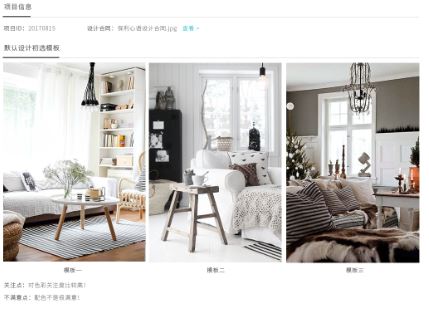 项目信息
项目ID：20170815 设计合同：保利心语设计合同.jpg 查看 >
默认设计初选模板
模板一 模板二 模板三
关注点：对色彩关注度比较高！
不满意点：配色不是很满意！